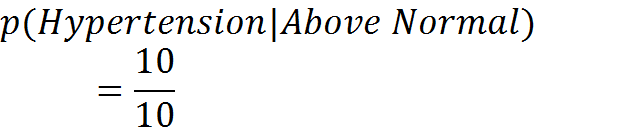 p(Hypertension|Above Normal)
= 10/10